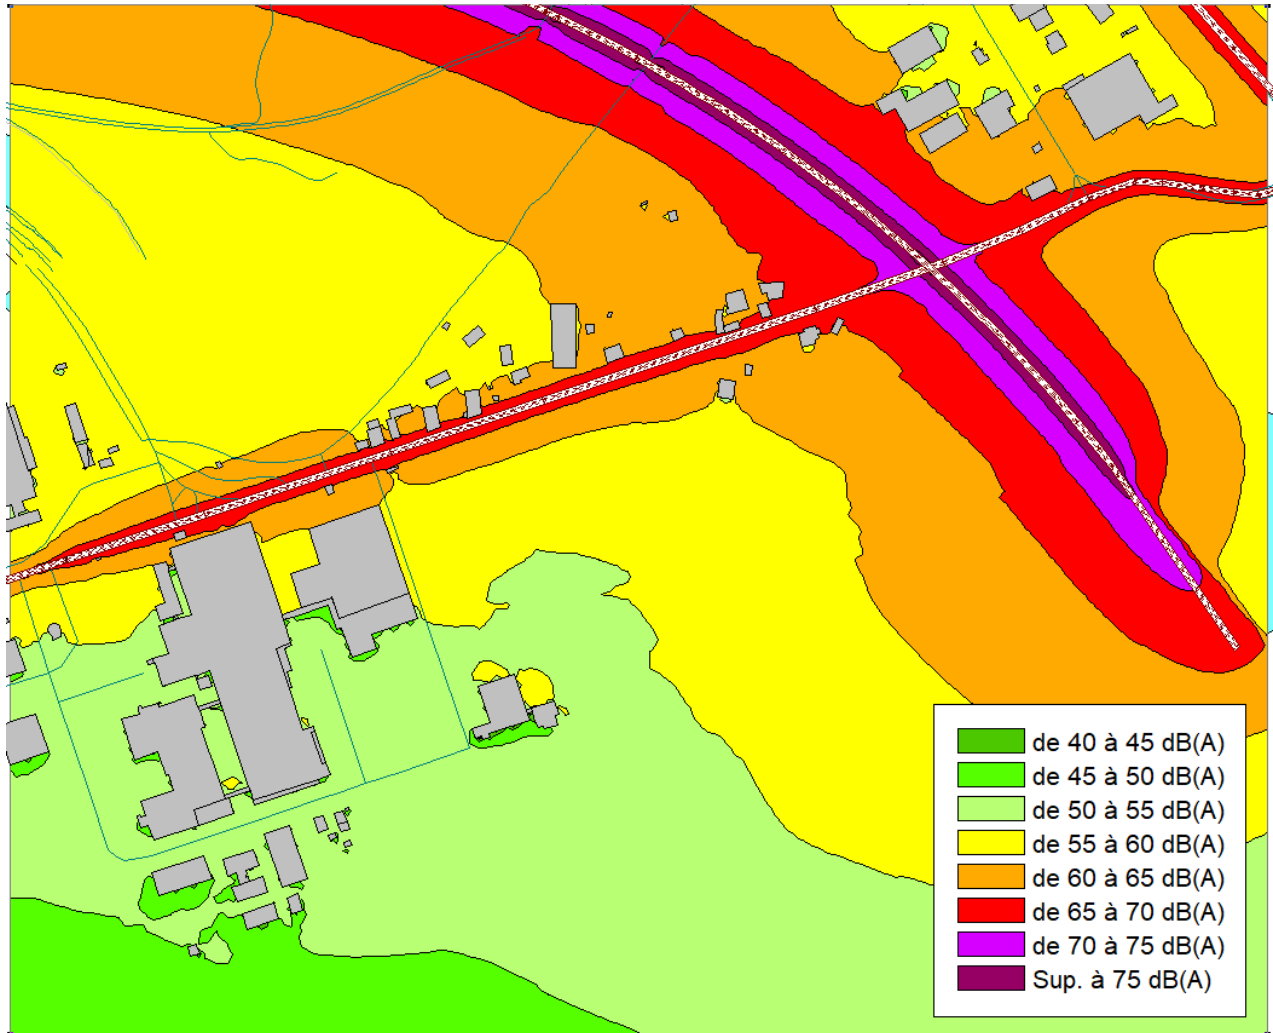 de 40 à 45 dB(A)
de 45 à 50 dB(A)
de 50 à 55 dB(A)
de 55 à 60 dB(A)
de 60 à 65 dB(A)
de 65 à 70 dB(A)
de 70 à 75 dB(A)
Sup. à 75 dB(A)